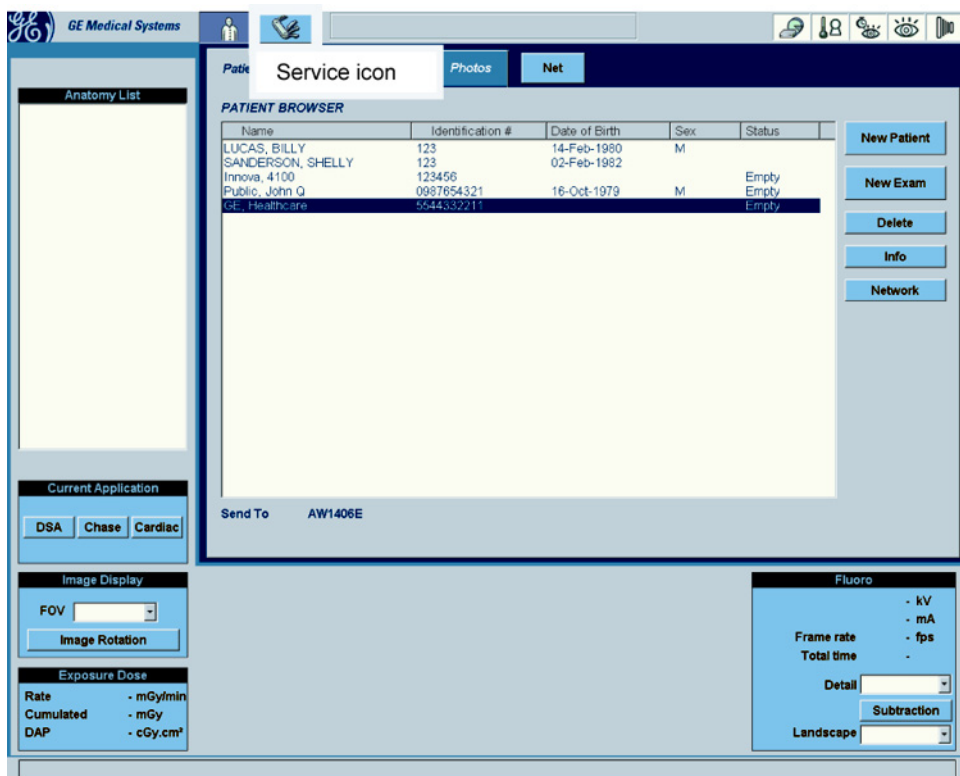 GE Medical Systems
Service icon
Photos
Net
Anatomy List
PATIENT BROWSER
Name Identification # Date of Birth Sex Status
LUCAS, BILLY 123 14-Feb-1980 M
SANDERSON, SHELLY 123 02-Feb-1982
Innova, 4100 123456 Empty
Public, John Q 0987654321 16-Oct-1979 M Empty
GE, Healthcare 5544332211 Empty
New Patient
New Exam
Delete
Info
Network
Send To AW1406E
Current Application
DSA Chase Cardiac
Image Display
FOV
Image Rotation
Exposure Dose
Rate - mGy/min
Cumulated - mGy
DAP - cGy.cm²
Fluoro
- kV
- mA
Frame rate - fps
Total time -
Detail
Subtraction
Landscape